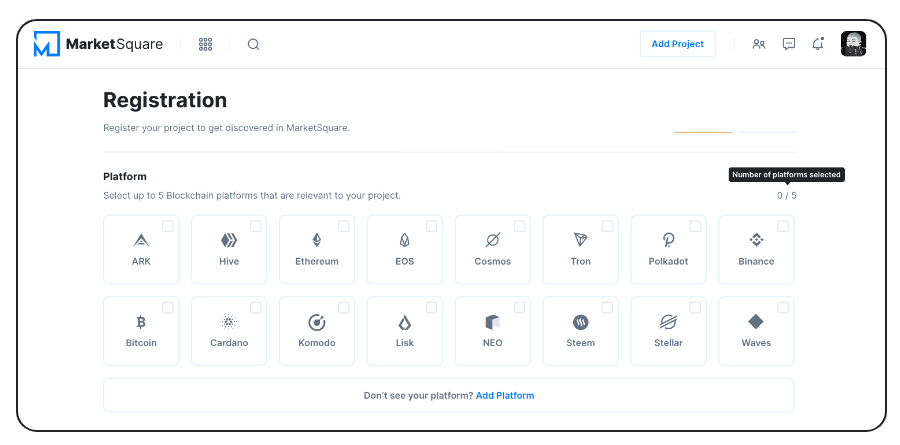 MarketSquare
Add Project
Registration
Register your project to get discovered in MarketSquare.
Platform
Number of platforms selected
Select up to 5 Blockchain platforms that are relevant to your project.
0 / 5
ARK
Hive
Ethereum
EOS
Cosmos
Tron
Polkadot
Binance
Bitcoin
Cardano
Komodo
Lisk
NEO
Steem
Stellar
Waves
Don't see your platform? Add Platform